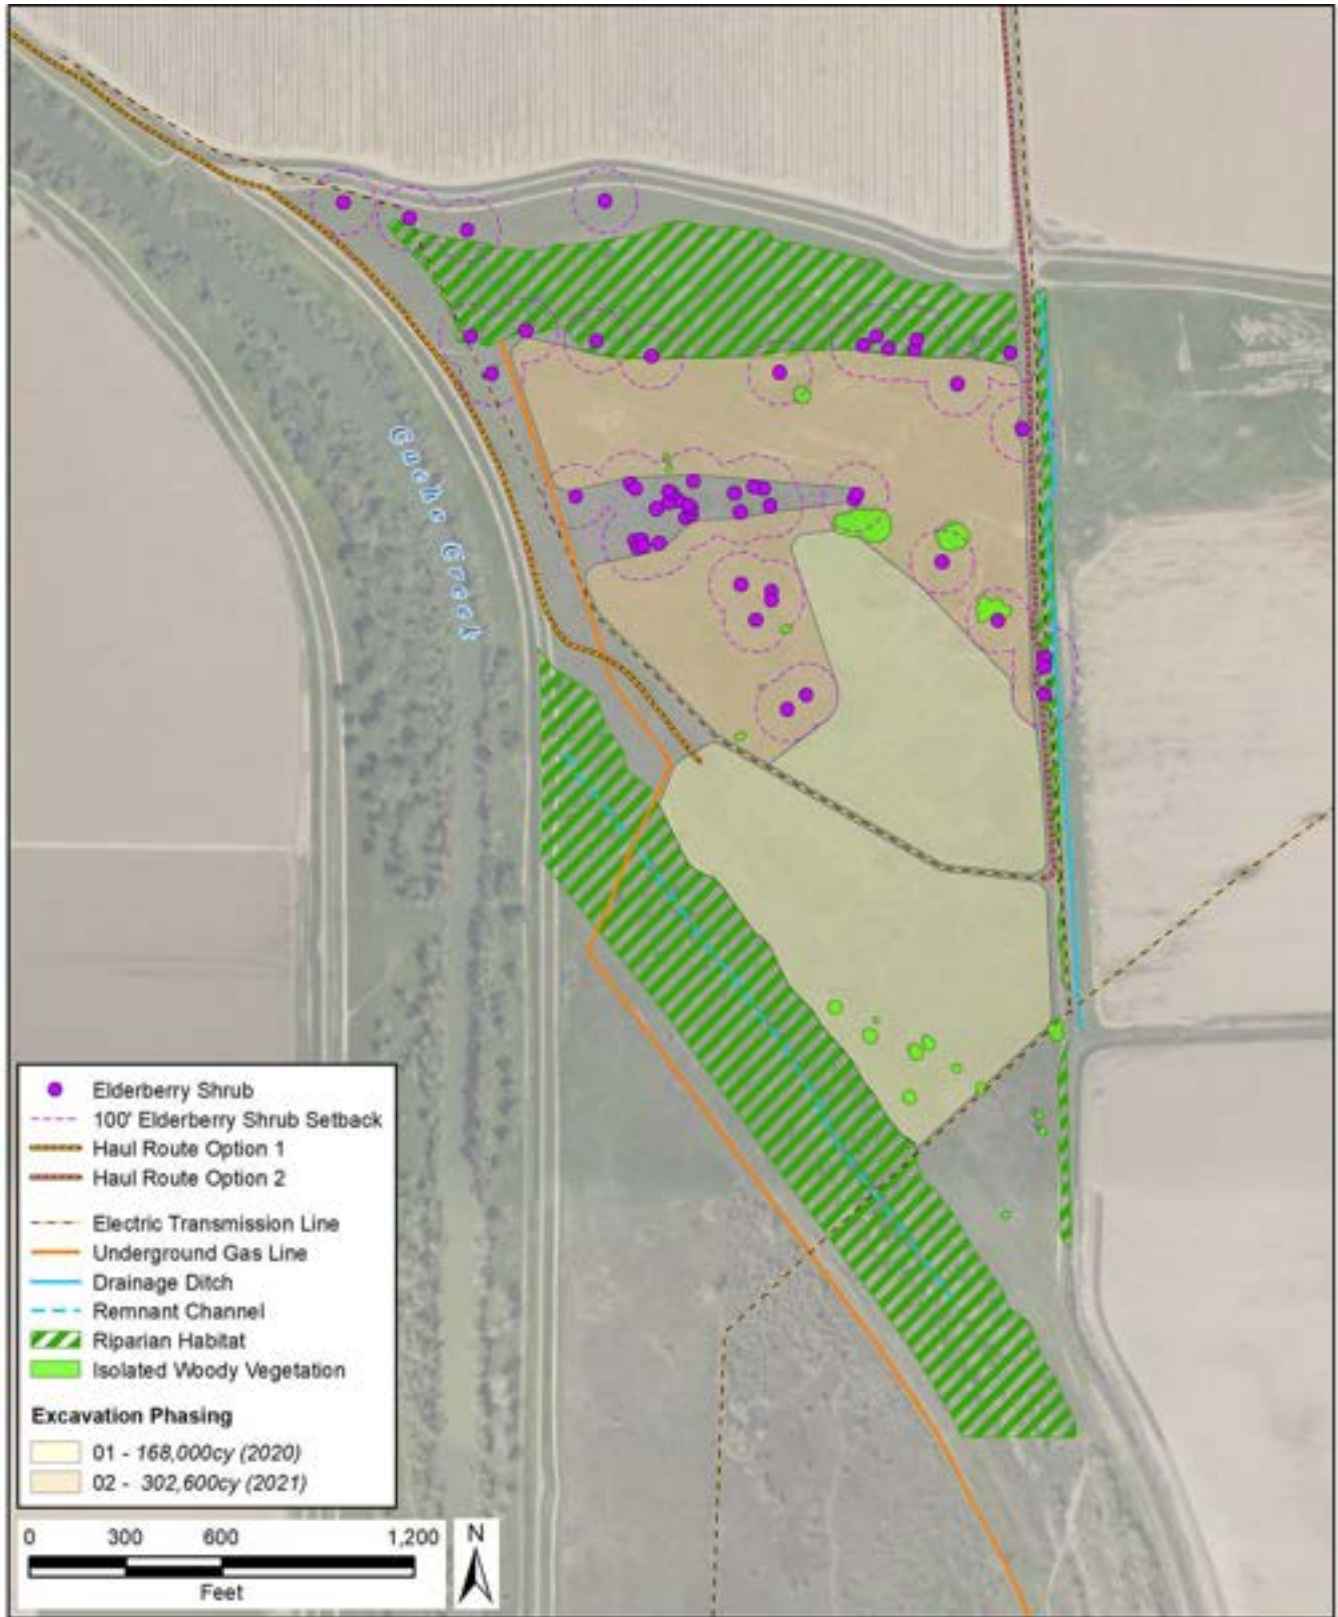 Cache Creek
Elderberry Shrub
100' Elderberry Shrub Setback
Haul Route Option 1
Haul Route Option 2
Electric Transmission Line
Underground Gas Line
Drainage Ditch
Remnant Channel
Riparian Habitat
Isolated Woody Vegetation
Excavation Phasing
01 - 168,000cy (2020)
02 - 302,600cy (2021)
0 300 600 1,200
Feet
N